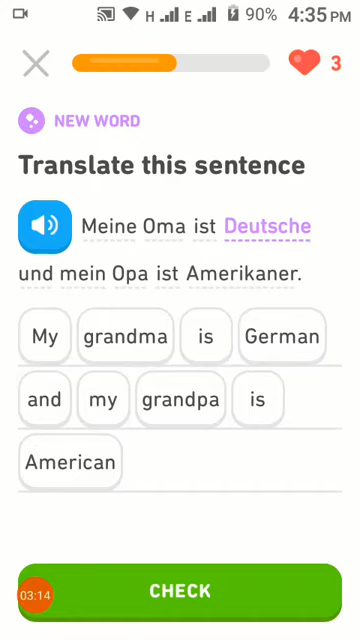 H E 90% 4:35 PM
3
NEW WORD
Translate this sentence
Meine Oma ist Deutsche
und mein Opa ist Amerikaner.
My grandma is German
and my grandpa is
American
CHECK
03:14